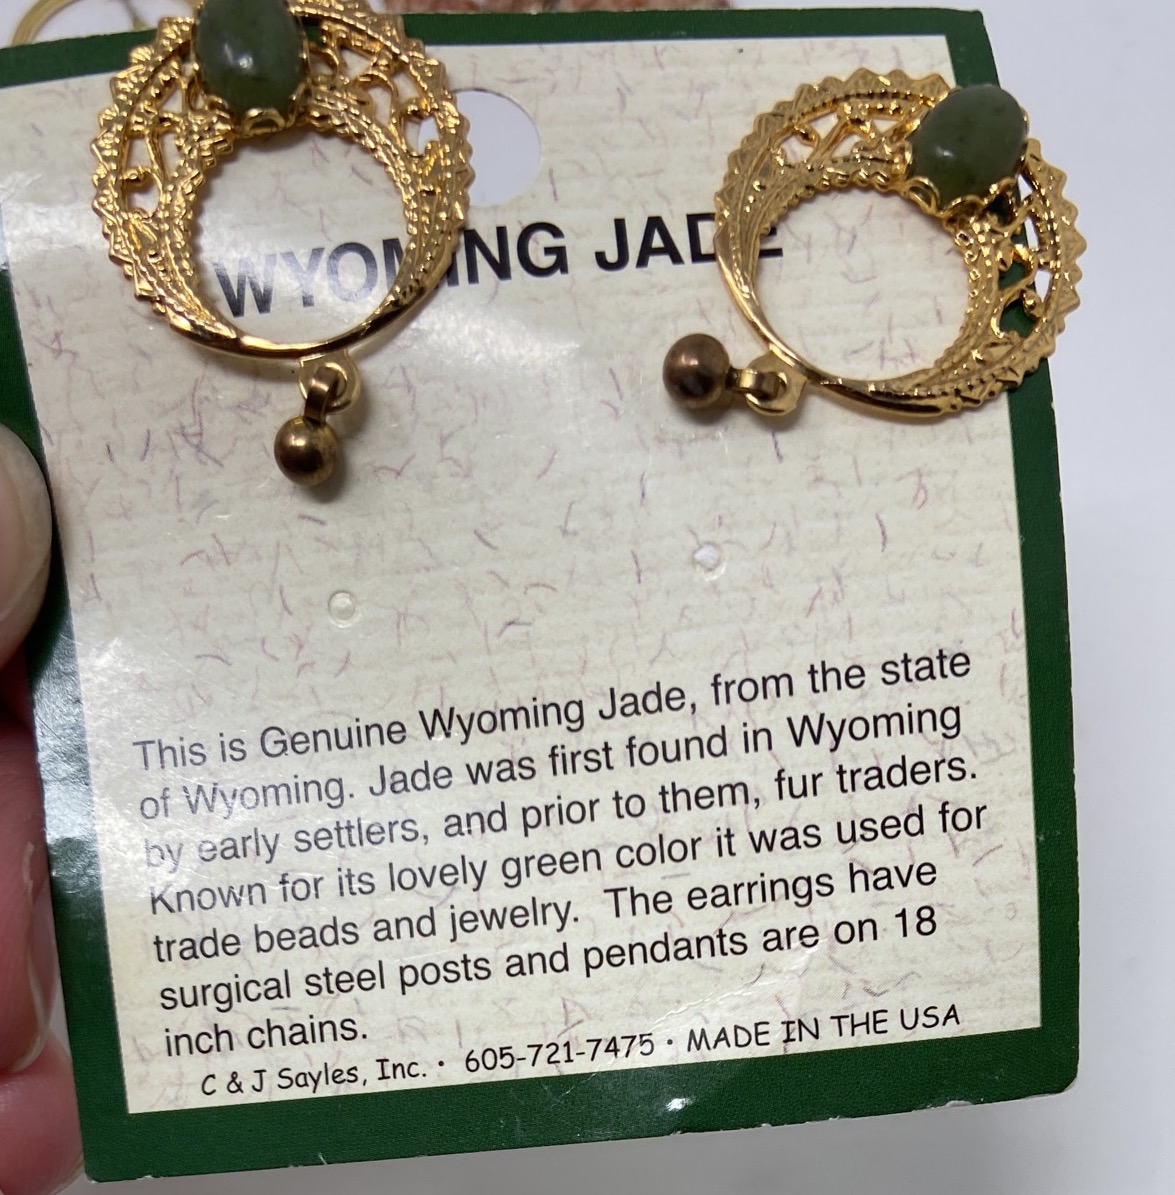 WYOMING JADE
This is Genuine Wyoming Jade, from the state
of Wyoming. Jade was first found in Wyoming
by early settlers, and prior to them, fur traders.
Known for its lovely green color it was used for
trade beads and jewelry. The earrings have
surgical steel posts and pendants are on 18
inch chains.
C & J Sayles, Inc. · 605-721-7475 · MADE IN THE USA